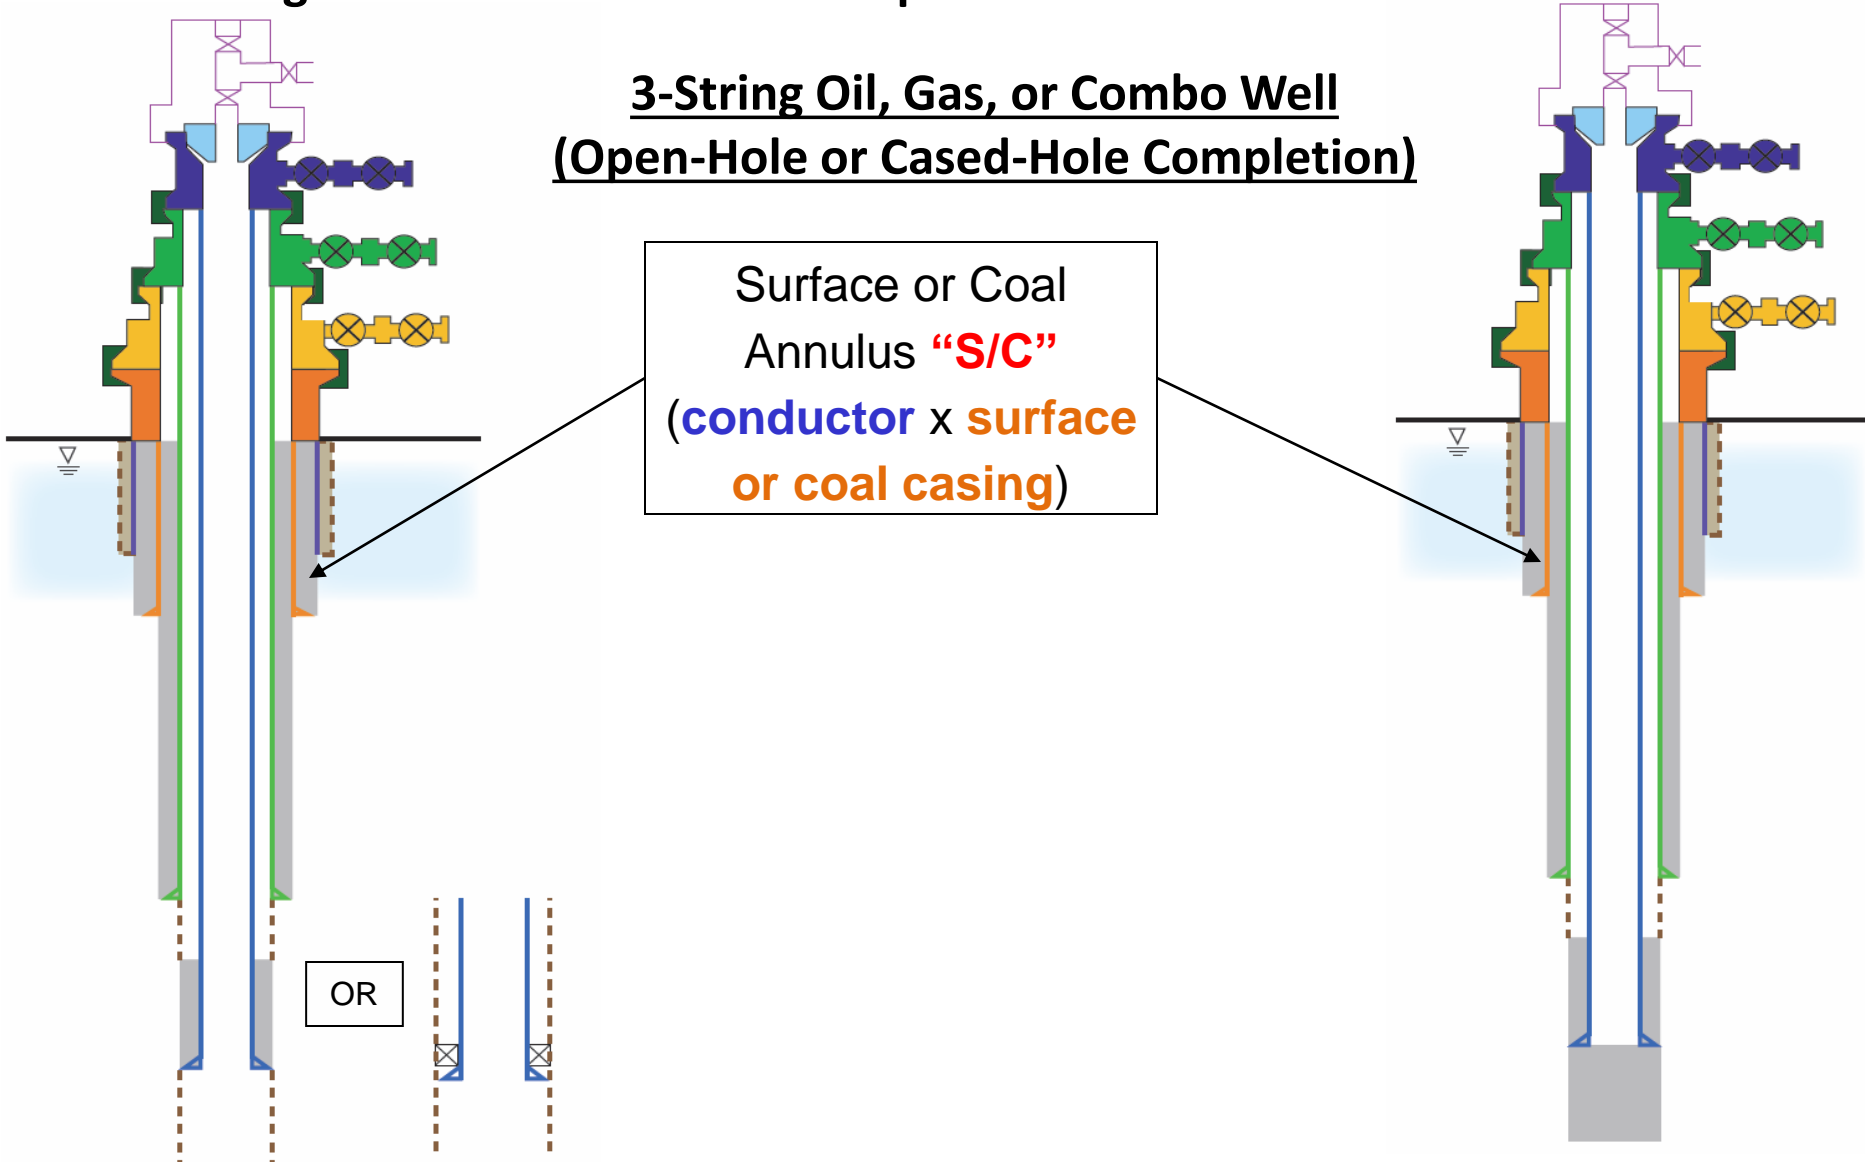 3-String Oil, Gas, or Combo Well
(Open-Hole or Cased-Hole Completion)
Surface or Coal
Annulus “S/C”
(conductor x surface
or coal casing)
OR